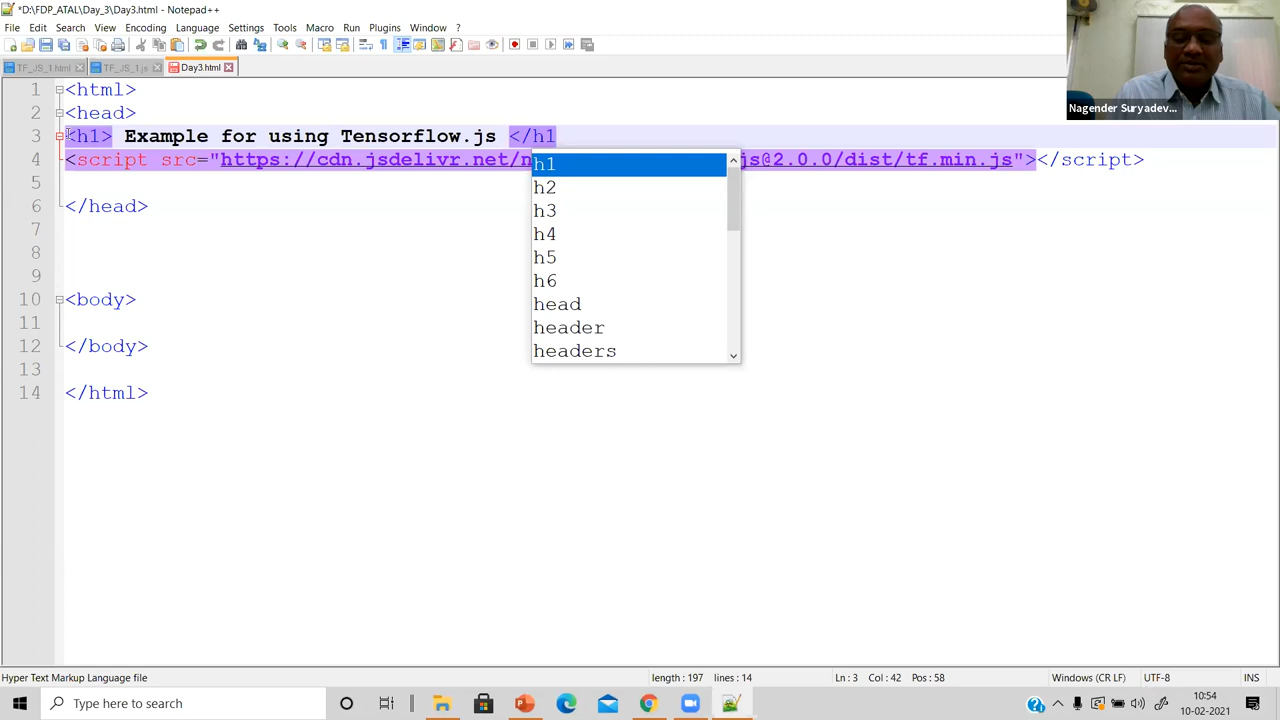 *D:\FDP_ATAL\Day_3\Day3.html - Notepad++
File Edit Search View Encoding Language Settings Tools Macro Run Plugins Window ?
TF_JS_1.html TF_JS_1.js Day3.html
Nagender Suryadev...
1 <html>
2 <head>
3 <h1> Example for using Tensorflow.js </h1
4 <script src="https://cdn.jsdelivr.net/n js@2.0.0/dist/tf.min.js"></script>
5
6 </head>
7
8
9
10 <body>
11
12 </body>
13
14 </html>
h1
h2
h3
h4
h5
h6
head
header
headers
Hyper Text Markup Language file length : 197 lines : 14 Ln : 3 Col : 42 Pos : 58 Windows (CR LF) UTF-8 INS
Type here to search
10:54
10-02-2021